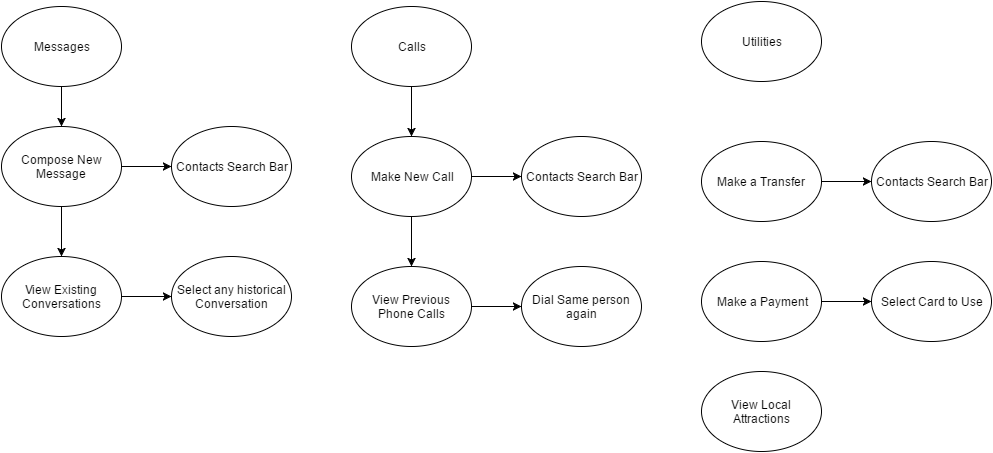 Messages
Calls
Utilities
Compose New
Message
Contacts Search Bar
Make New Call
Contacts Search Bar
Make a Transfer
Contacts Search Bar
View Existing
Conversations
Select any historical
Conversation
View Previous
Phone Calls
Dial Same person
again
Make a Payment
Select Card to Use
View Local
Attractions